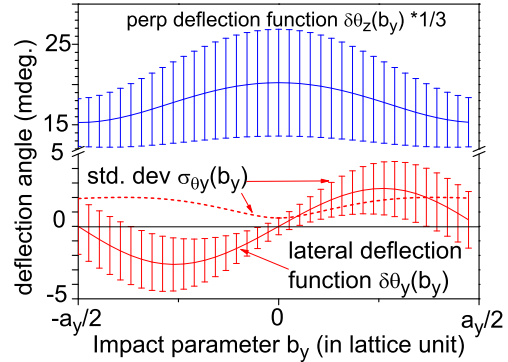 perp deflection function δθz(by) *1/3
25
15
5
std. dev σθy(by)
0
lateral deflection
function δθy(by)
-5
-ay/2
0
ay/2
deflection angle (mdeg.)
Impact parameter by (in lattice unit)